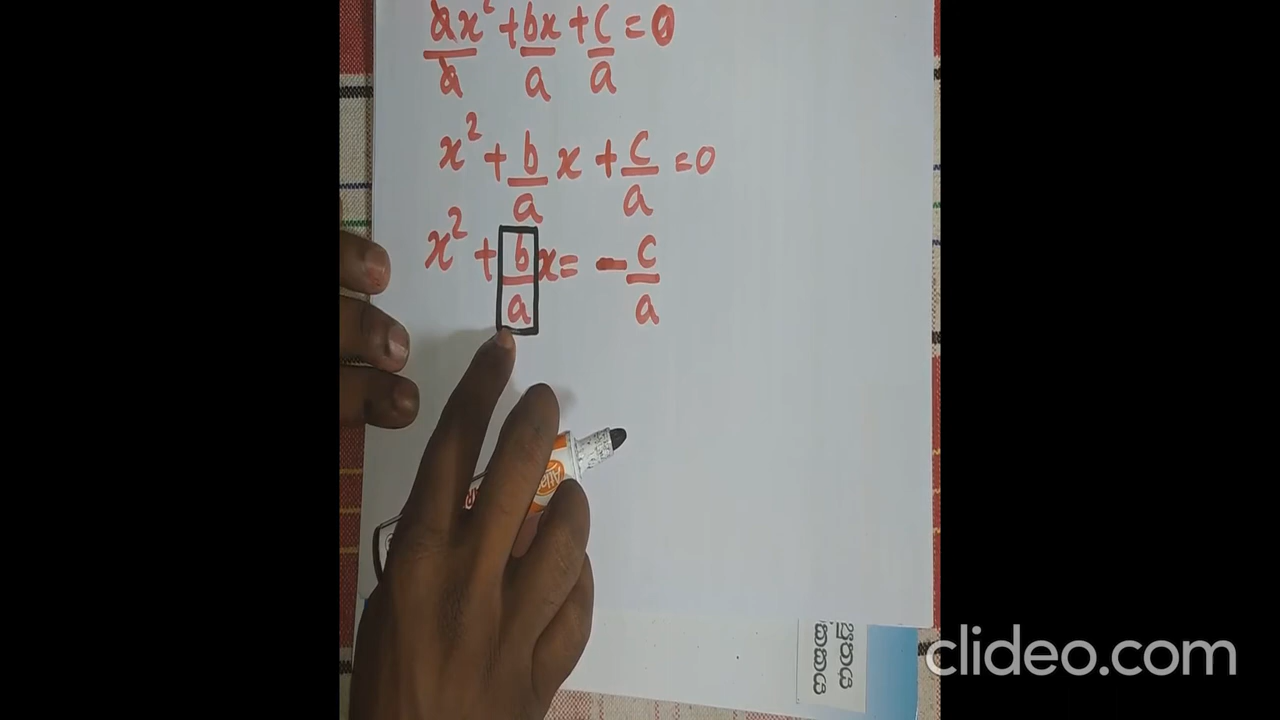 ax² + bx + c = 0
a a a
x² + b x + c = 0
a a
x² + b x = - c
a a
clideo.com